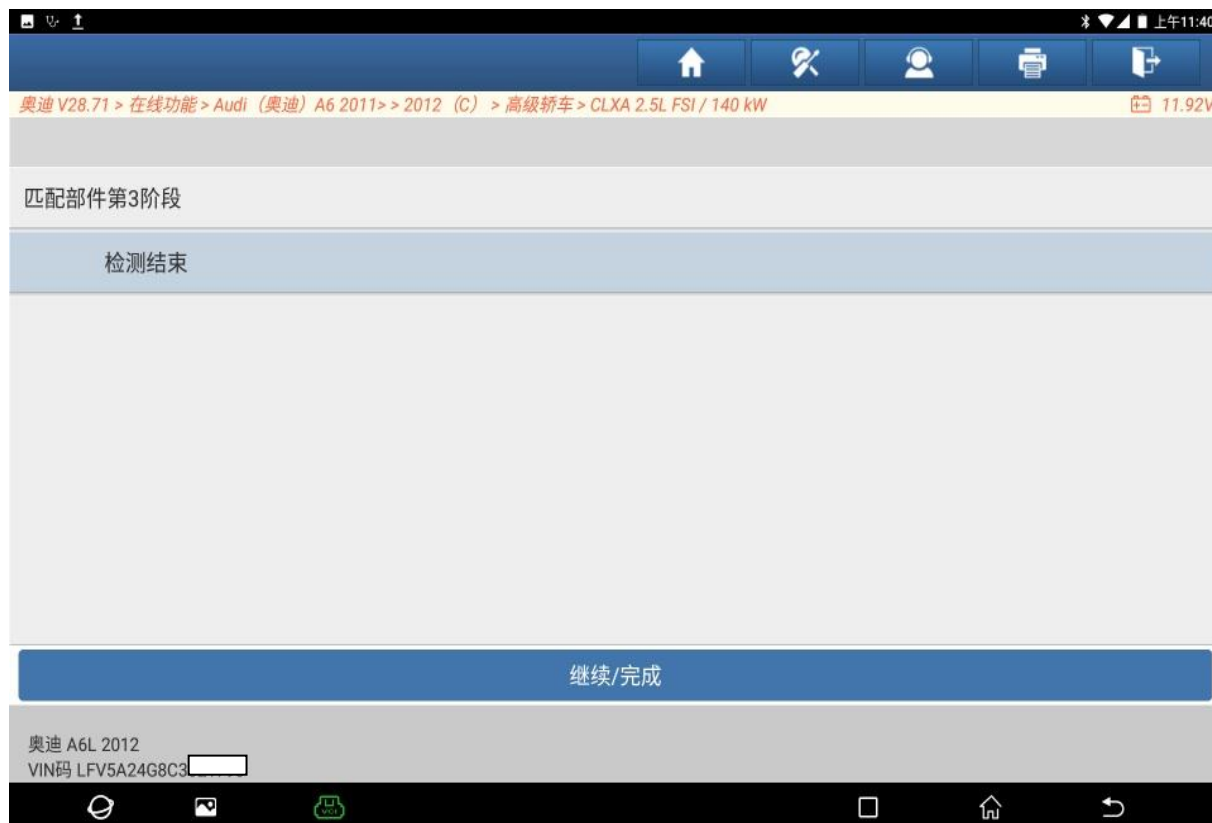 上午11:40
奥迪 V28.71 > 在线功能 > Audi（奥迪）A6 2011> > 2012（C） > 高级轿车 > CLXA 2.5L FSI / 140 kW
11.92V
匹配部件第3阶段
检测结束
继续/完成
奥迪 A6L 2012
VIN码 LFV5A24G8C3
VCI